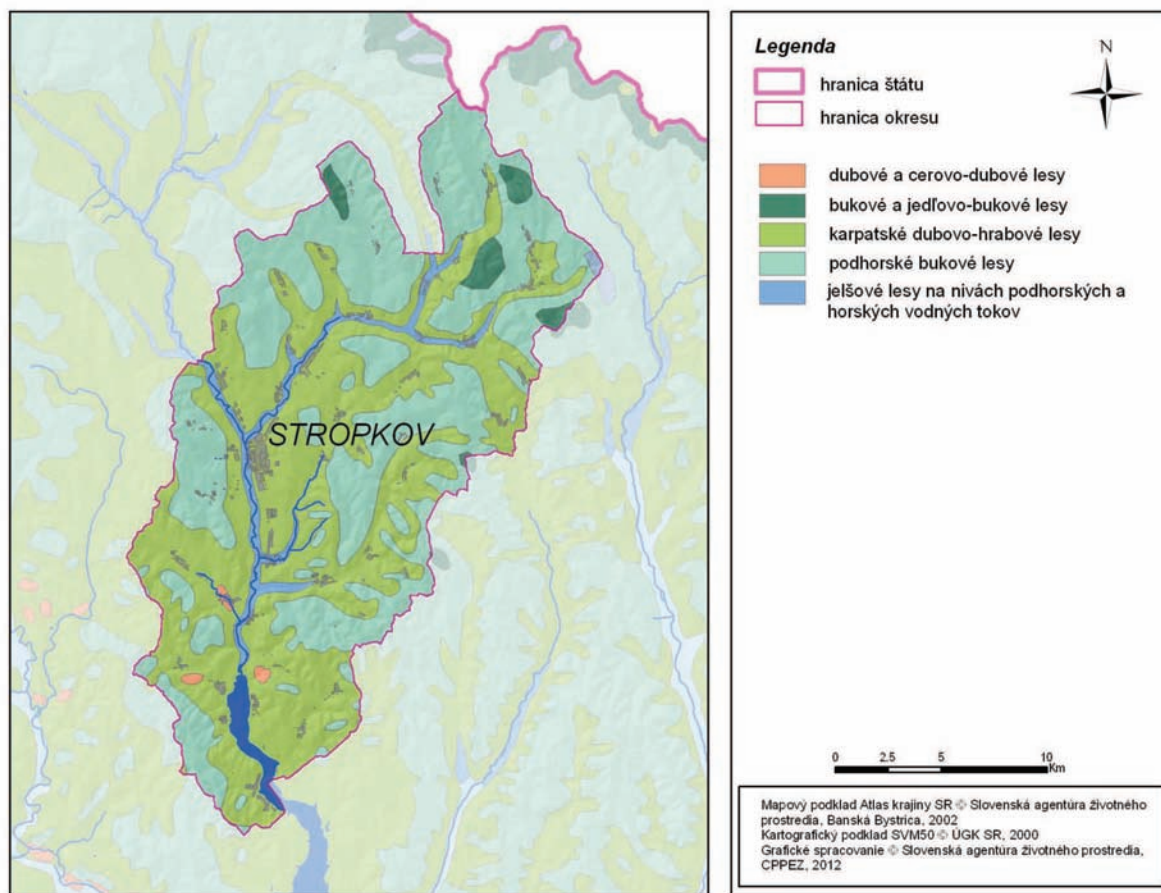 STROPKOV
Legenda
N
hranica štátu
hranica okresu
dubové a cerovo-dubové lesy
bukové a jedľovo-bukové lesy
karpatské dubovo-hrabové lesy
podhorské bukové lesy
jelšové lesy na nivách podhorských a
horských vodných tokov
0 2.5 5 10
Km
Mapový podklad Atlas krajiny SR © Slovenská agentúra životného
prostredia, Banská Bystrica, 2002
Kartografický podklad SVM50 © ÚGK SR, 2000
Grafické spracovanie © Slovenská agentúra životného prostredia,
CPPEZ, 2012